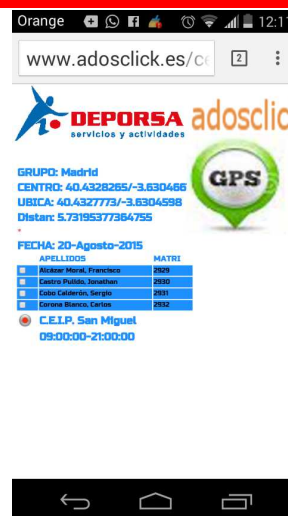 Orange 12:1
www.adosclick.es/ce 2
DEPORSA adosclic
servicios y actividades
GPS
GRUPO: Madrid
CENTRO: 40.4328265/-3.630466
UBICA: 40.4327773/-3.6304598
Distan: 5.73195377364755
FECHA: 20-Agosto-2015
APELLIDOS MATRI
Alcázar Moral, Francisco 2929
Castro Pulido, Jonathan 2930
Cobo Calderón, Sergio 2931
Corona Blanco, Carlos 2932
C.E.I.P. San Miguel
09:00:00-21:00:00